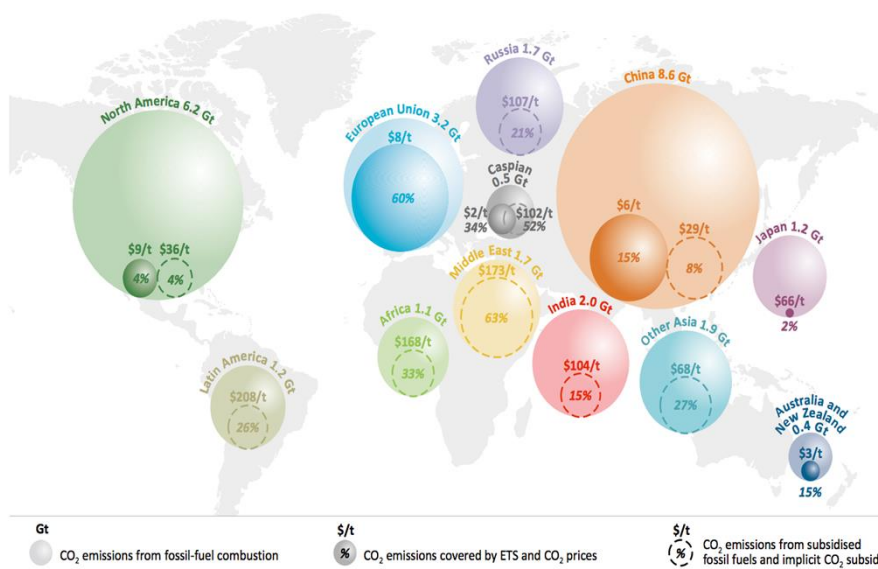 Russia 1.7 Gt
$107/t
21%
China 8.6 Gt
$6/t
15%
$29/t
8%
North America 6.2 Gt
$9/t
4%
$36/t
4%
European Union 3.2 Gt
$8/t
60%
Caspian
0.5 Gt
$2/t
34%
$102/t
52%
Japan 1.2 Gt
$66/t
2%
Middle East 1.7 Gt
$173/t
63%
Africa 1.1 Gt
$168/t
33%
India 2.0 Gt
$104/t
15%
Other Asia 1.9 Gt
$68/t
27%
Latin America 1.2 Gt
$208/t
26%
Australia and
New Zealand
0.4 Gt
$3/t
15%
Gt
CO₂ emissions from fossil-fuel combustion
$/t
%
CO₂ emissions covered by ETS and CO₂ prices
$/t
%
CO₂ emissions from subsidised
fossil fuels and implicit CO₂ subsid